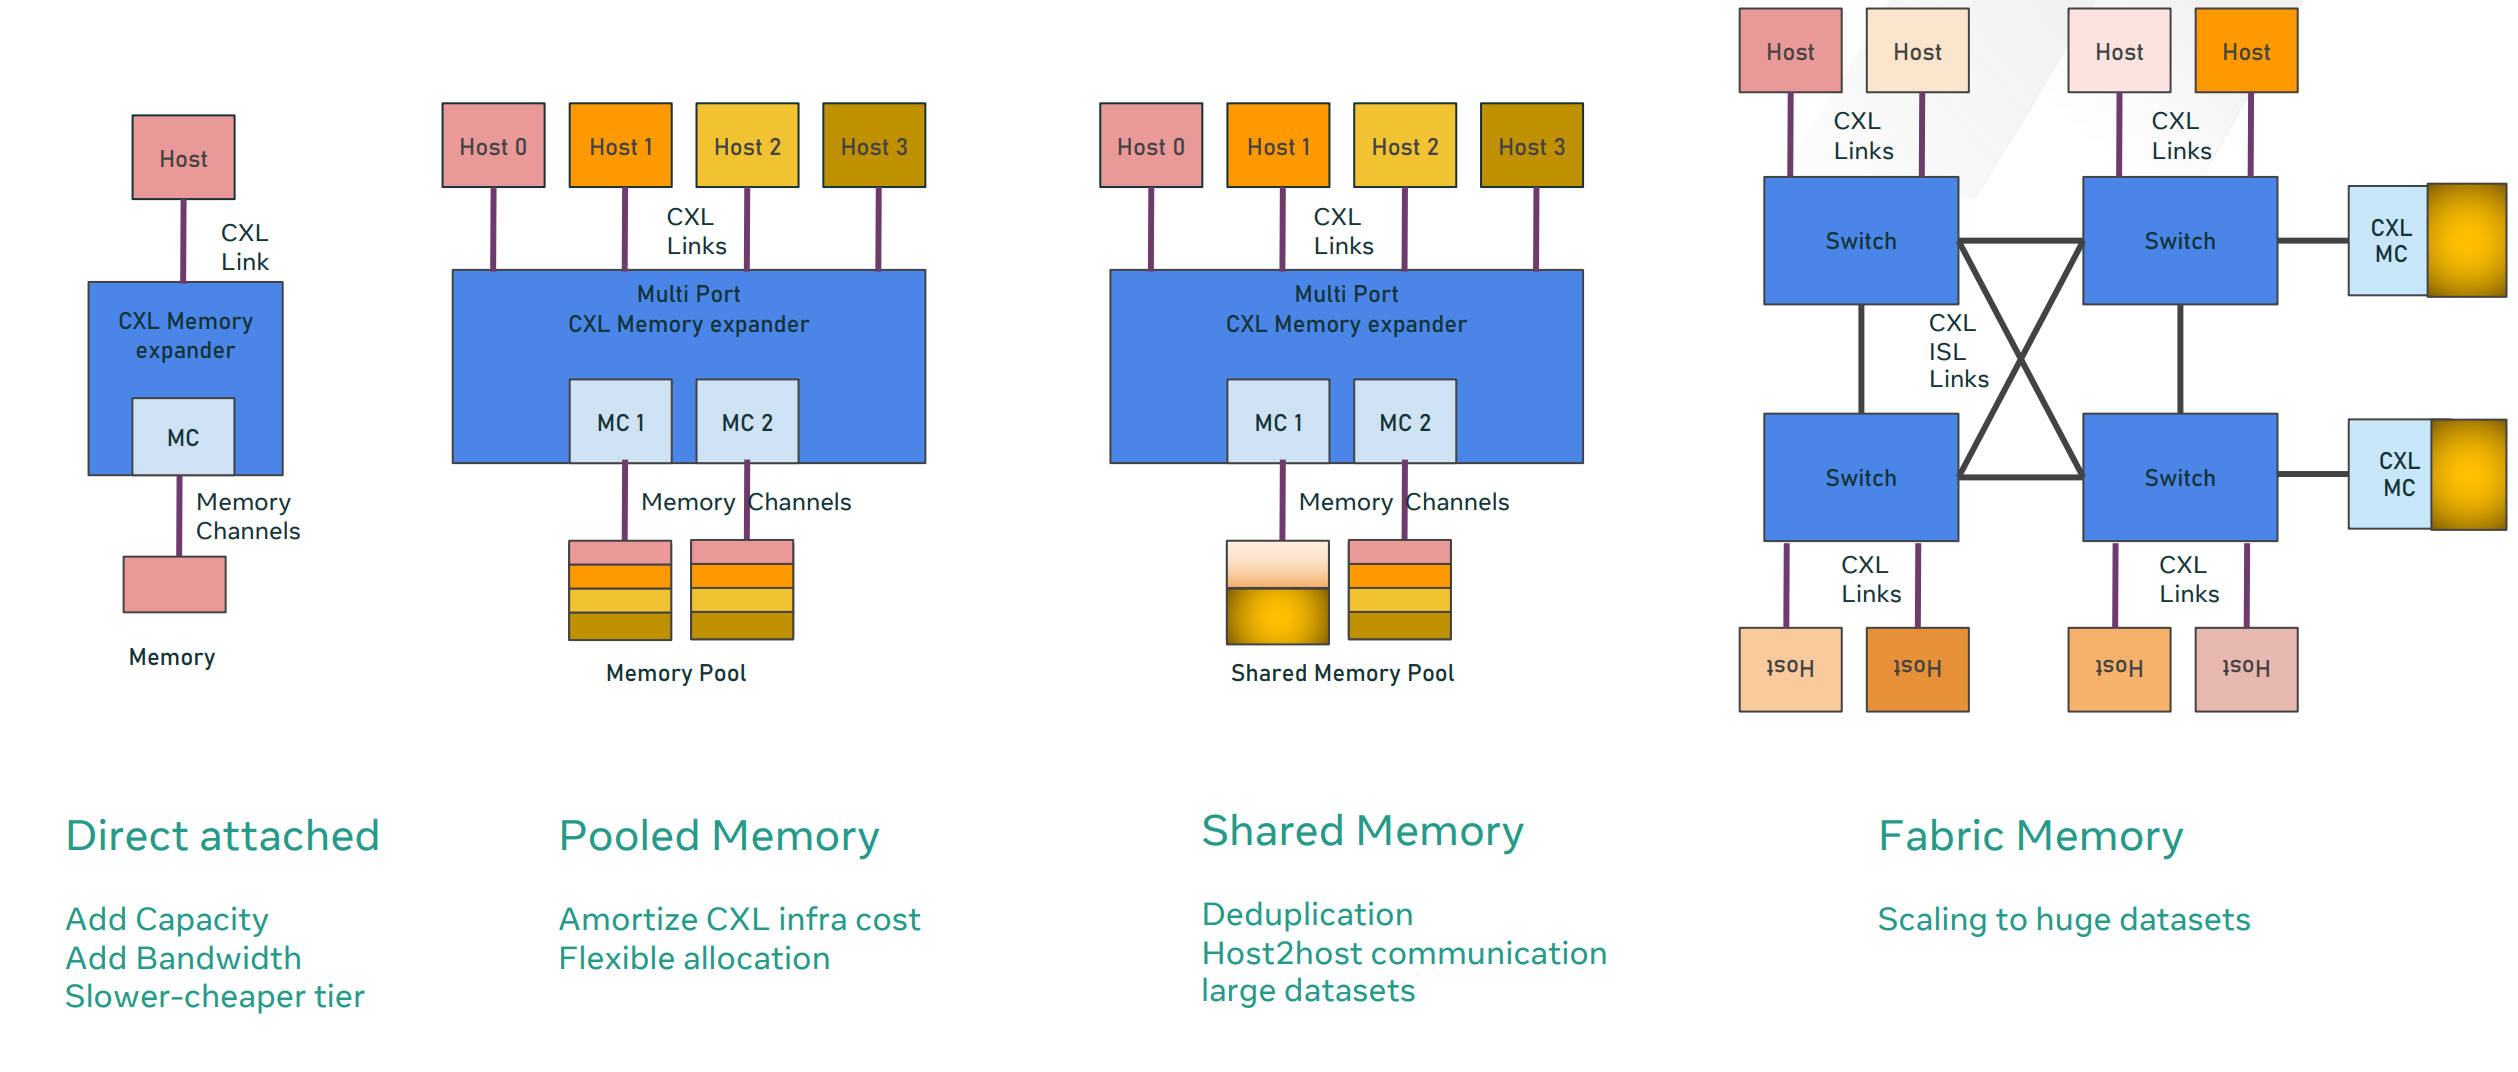 Host
CXL
Link
CXL Memory
expander
MC
Memory
Channels
Memory
Direct attached
Add Capacity
Add Bandwidth
Slower-cheaper tier
Host 0
Host 1
Host 2
Host 3
CXL
Links
Multi Port
CXL Memory expander
MC 1
MC 2
Memory Channels
Memory Pool
Pooled Memory
Amortize CXL infra cost
Flexible allocation
Host 0
Host 1
Host 2
Host 3
CXL
Links
Multi Port
CXL Memory expander
MC 1
MC 2
Memory Channels
Shared Memory Pool
Shared Memory
Deduplication
Host2host communication
large datasets
Host
Host
Host
Host
CXL
Links
CXL
Links
Switch
Switch
CXL
MC
CXL
ISL
Links
Switch
Switch
CXL
MC
CXL
Links
CXL
Links
Host
Host
Host
Host
Fabric Memory
Scaling to huge datasets